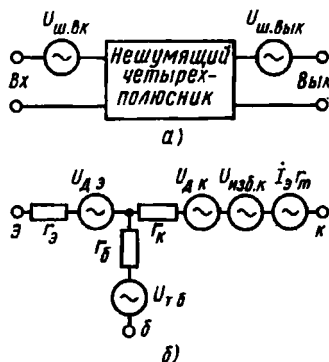 Uш.вх
Uш.вых
Нешумящий
четырех-
полюсник
Вх
Вых
а)
Uд э
Uд к
Uизб.к
İэ rm
э
rэ
rк
к
rб
Uт б
б
б)